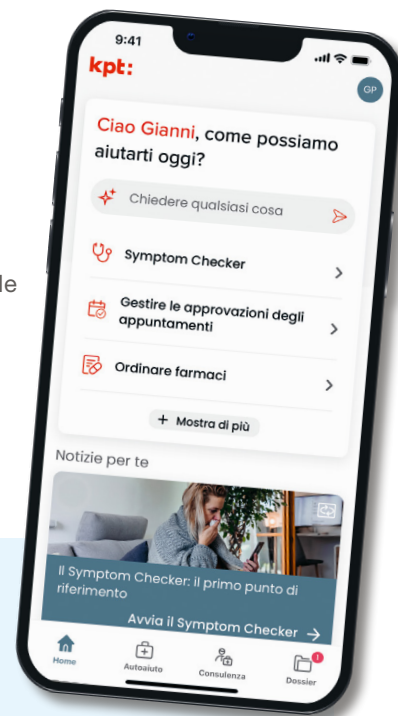 9:41
kpt:
GP
Ciao Gianni, come possiamo
aiutarti oggi?
Chiedere qualsiasi cosa
Symptom Checker
Gestire le approvazioni degli
appuntamenti
Ordinare farmaci
+ Mostra di più
Notizie per te
Il Symptom Checker: il primo punto di
riferimento
Avvia il Symptom Checker →
Home
Autoaiuto
Consulenza
Dossier
1
le